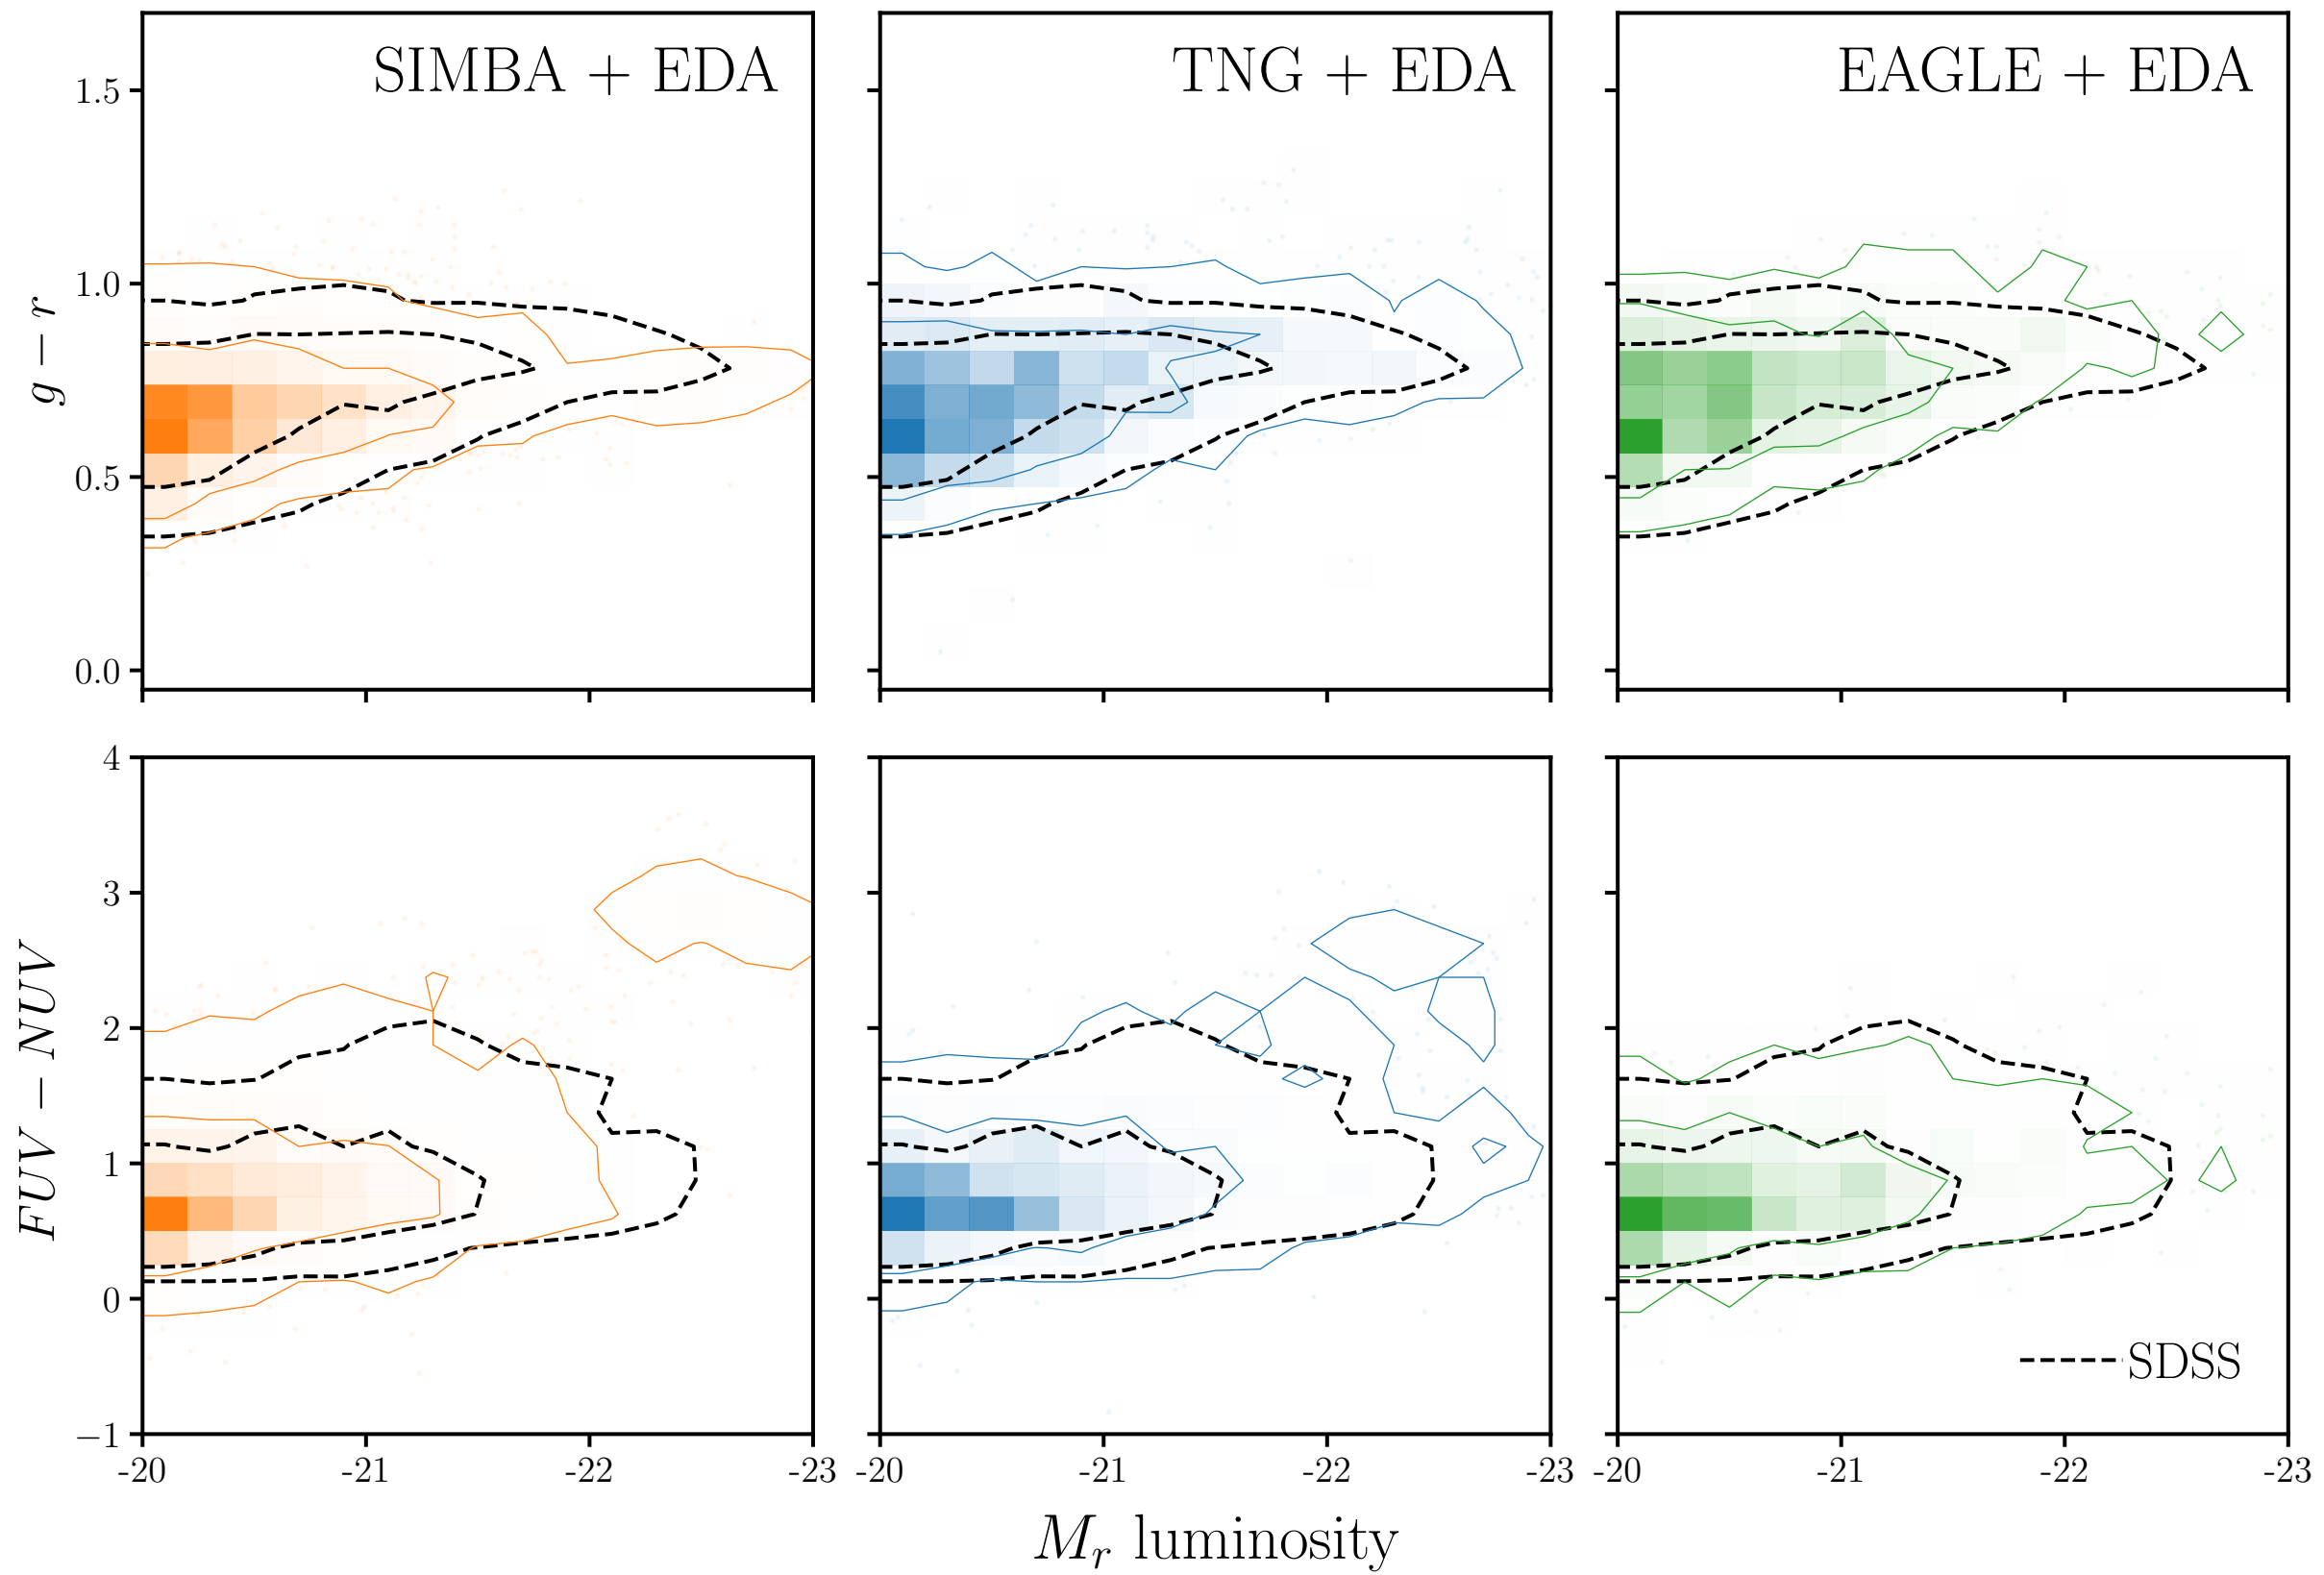 SIMBA + EDA
TNG + EDA
EAGLE + EDA
1.5
1.0
0.5
0.0
g − r
4
3
2
1
0
−1
FUV − NUV
SDSS
-20 -21 -22 -23 -20 -21 -22 -23 -20 -21 -22 -23
M_r luminosity